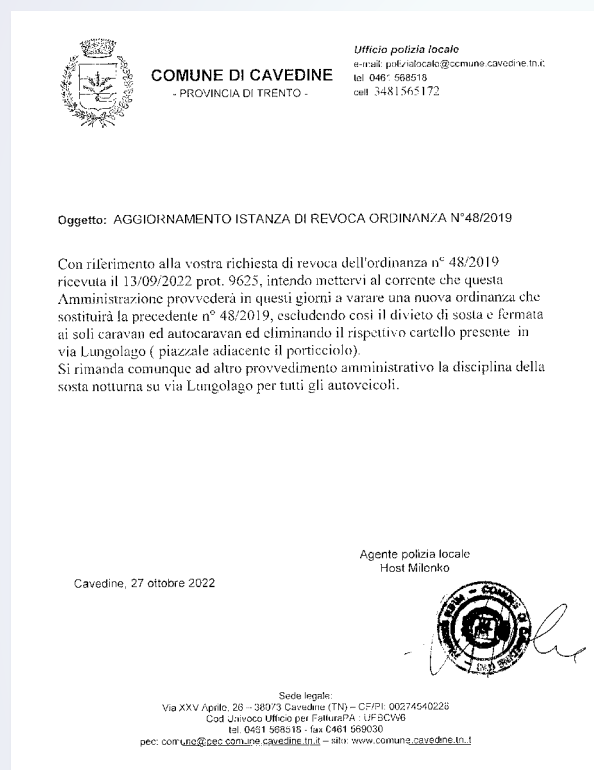 Ufficio polizia locale
e-mail: polizialocale@comune.cavedine.tn.it
tel 0461 568518
cell 3481565172
COMUNE DI CAVEDINE
- PROVINCIA DI TRENTO -
Oggetto: AGGIORNAMENTO ISTANZA DI REVOCA ORDINANZA N°48/2019
Con riferimento alla vostra richiesta di revoca dell'ordinanza n° 48/2019
ricevuta il 13/09/2022 prot. 9625, intendo mettervi al corrente che questa
Amministrazione provvederà in questi giorni a varare una nuova ordinanza che
sostituirà la precedente n° 48/2019, escludendo così il divieto di sosta e fermata
ai soli caravan ed autocaravan ed eliminando il rispettivo cartello presente in
via Lungolago ( piazzale adiacente il porticciolo).
Si rimanda comunque ad altro provvedimento amministrativo la disciplina della
sosta notturna su via Lungolago per tutti gli autoveicoli.
Agente polizia locale
Host Milenko
Cavedine, 27 ottobre 2022
COMUNE DI CAVEDINE
Sede legale:
Via XXV Aprile, 26 – 38073 Cavedine (TN) – CF/PI: 00274540226
Cod Univoco Ufficio per FatturaPA : UFBCW6
tel. 0461 568518 - fax 0461 569030
pec: comune@pec.comune.cavedine.tn.it – sito: www.comune.cavedine.tn.it